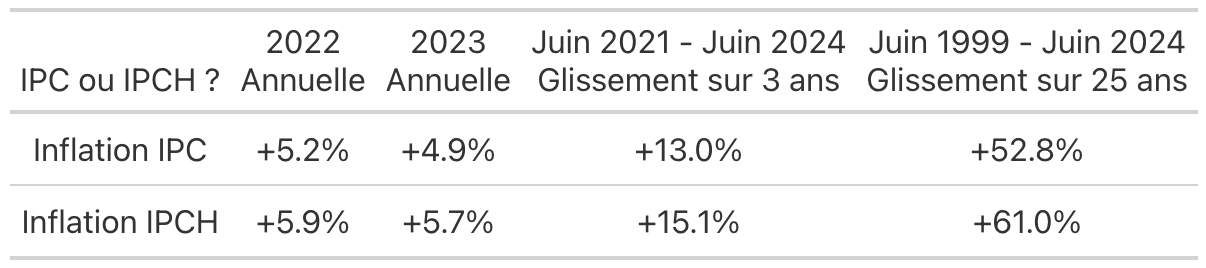 2022 2023 Juin 2021 - Juin 2024 Juin 1999 - Juin 2024
IPC ou IPCH ? Annuelle Annuelle Glissement sur 3 ans Glissement sur 25 ans
Inflation IPC +5.2% +4.9% +13.0% +52.8%
Inflation IPCH +5.9% +5.7% +15.1% +61.0%